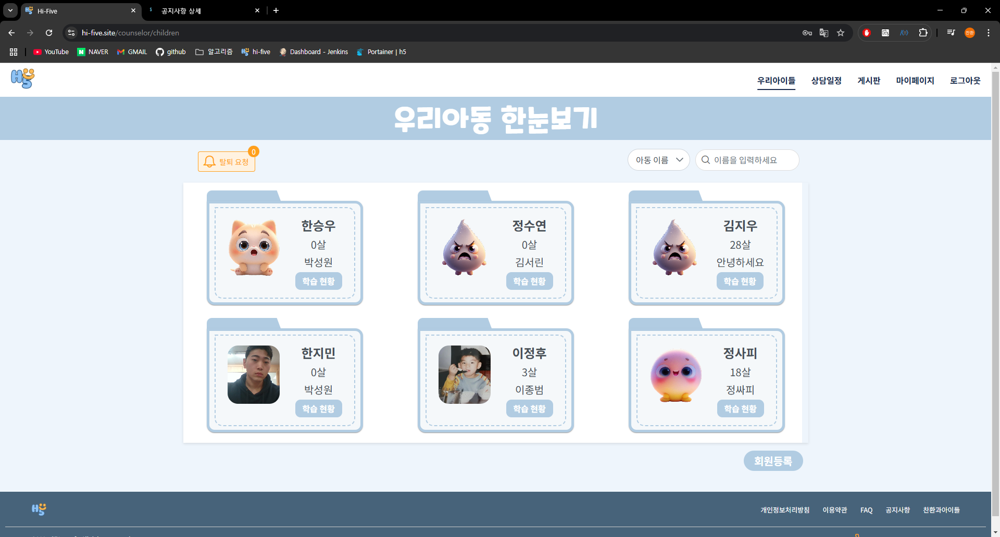 Hi-Five
공지사항 상세
hi-five.site/counselor/children
YouTube
NAVER
GMAIL
github
알고리즘
hi-five
Dashboard - Jenkins
Portainer | h5
찬환
H5
우리아이들
상담일정
게시판
마이페이지
로그아웃
우리아동 한눈보기
탈퇴 요청
0
아동 이름
이름을 입력하세요
한승우
0살
박성원
학습 현황
정수연
0살
김서린
학습 현황
김지우
28살
안녕하세요
학습 현황
한지민
0살
박성원
학습 현황
이정후
3살
이종범
학습 현황
정사피
18살
정싸피
학습 현황
회원등록
H5
개인정보처리방침
이용약관
FAQ
공지사항
찬환과아이들